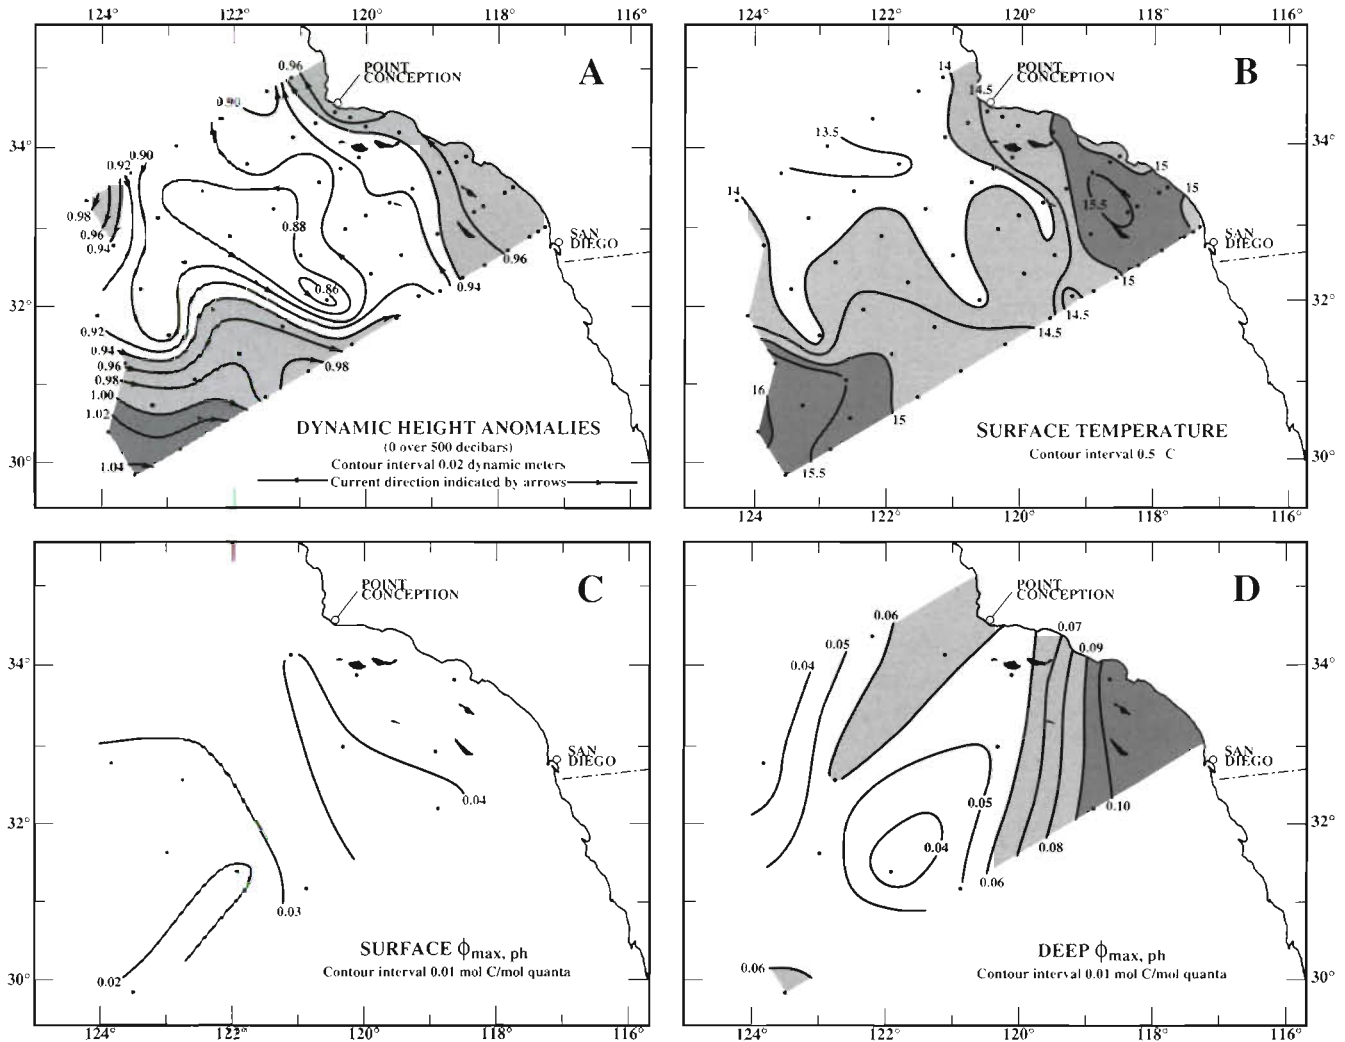 124° 122° 120° 118° 116°
34°
32°
30°
A
POINT
CONCEPTION
SAN
DIEGO
0.96
0.90
0.92
0.98
0.96
0.94
0.88
0.86
0.96
0.94
0.92
0.94
0.96
0.98
1.00
1.02
1.04
0.98
DYNAMIC HEIGHT ANOMALIES
(0 over 500 decibars)
Contour interval 0.02 dynamic meters
Current direction indicated by arrows
124° 122° 120° 118° 116°
B
POINT
CONCEPTION
SAN
DIEGO
14
14.5
13.5
14
15
15
15.5
15
14.5
14.5
16
15
15.5
SURFACE TEMPERATURE
Contour interval 0.5 C
34°
32°
30°
124° 122° 120° 118° 116°
C
POINT
CONCEPTION
SAN
DIEGO
34°
32°
30°
0.04
0.03
0.02
SURFACE ϕmax, ph
Contour interval 0.01 mol C/mol quanta
124° 122° 120° 118° 116°
D
POINT
CONCEPTION
SAN
DIEGO
0.06
0.05
0.04
0.07
0.09
0.05
0.04
0.10
0.08
0.06
0.06
DEEP ϕmax, ph
Contour interval 0.01 mol C/mol quanta
34°
32°
30°
124° 122° 120° 118° 116°